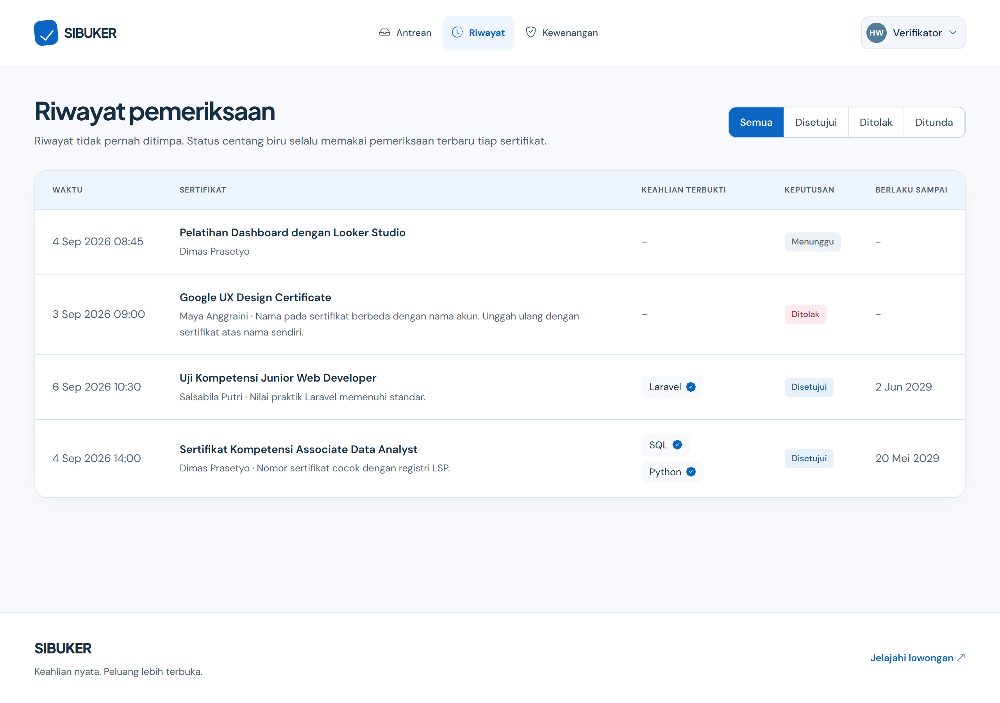 SIBUKER
Antrean
Riwayat
Kewenangan
HW
Verifikator
Riwayat pemeriksaan
Riwayat tidak pernah ditimpa. Status centang biru selalu memakai pemeriksaan terbaru tiap sertifikat.
Semua
Disetujui
Ditolak
Ditunda
WAKTU
SERTIFIKAT
KEAHLIAN TERBUKTI
KEPUTUSAN
BERLAKU SAMPAI
4 Sep 2026 08:45
Pelatihan Dashboard dengan Looker Studio
Dimas Prasetyo
–
Menunggu
–
3 Sep 2026 09:00
Google UX Design Certificate
Maya Anggraini · Nama pada sertifikat berbeda dengan nama akun. Unggah ulang dengan
sertifikat atas nama sendiri.
–
Ditolak
–
6 Sep 2026 10:30
Uji Kompetensi Junior Web Developer
Salsabila Putri · Nilai praktik Laravel memenuhi standar.
Laravel
Disetujui
2 Jun 2029
4 Sep 2026 14:00
Sertifikat Kompetensi Associate Data Analyst
Dimas Prasetyo · Nomor sertifikat cocok dengan registri LSP.
SQL
Python
Disetujui
20 Mei 2029
SIBUKER
Keahlian nyata. Peluang lebih terbuka.
Jelajahi lowongan